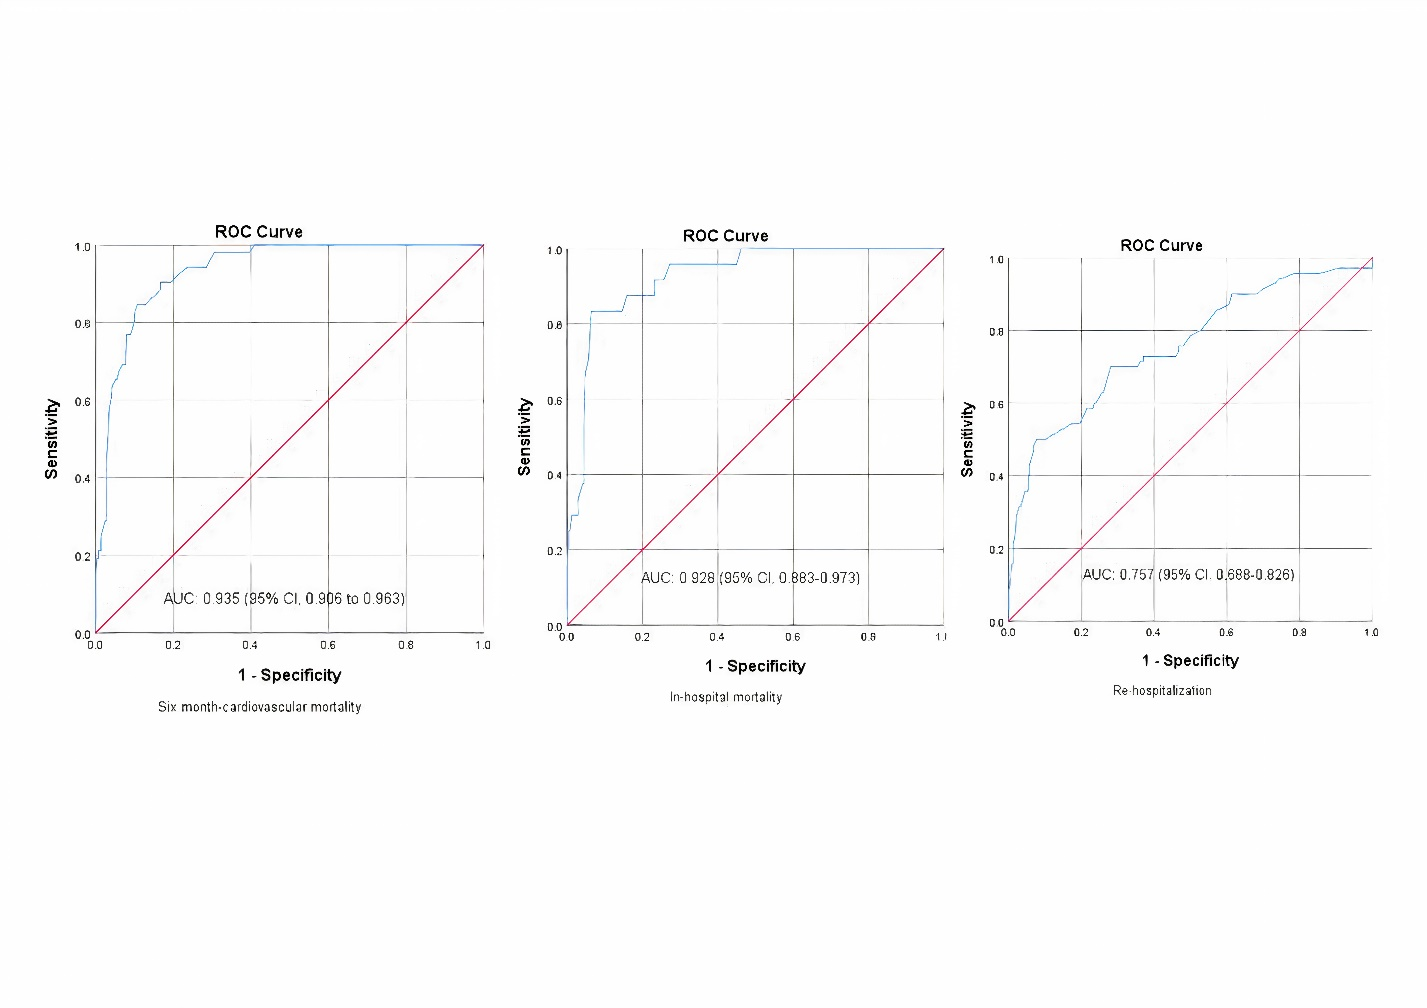 ROC Curve
1.0
0.8
0.6
0.4
0.2
0.0
Sensitivity
AUC: 0.935 (95% CI, 0.906 to 0.963)
0.0 0.2 0.4 0.6 0.8 1.0
1 - Specificity
Six month-cardiovascular mortality
ROC Curve
1.0
0.8
0.6
0.4
0.2
0.0
Sensitivity
AUC: 0.928 (95% CI, 0.883-0.973)
0.0 0.2 0.4 0.6 0.8 1.0
1 - Specificity
In-hospital mortality
ROC Curve
1.0
0.8
0.6
0.4
0.2
0.0
Sensitivity
AUC: 0.757 (95% CI. 0.688-0.826)
0.0 0.2 0.4 0.6 0.8 1.0
1 - Specificity
Re-hospitalization